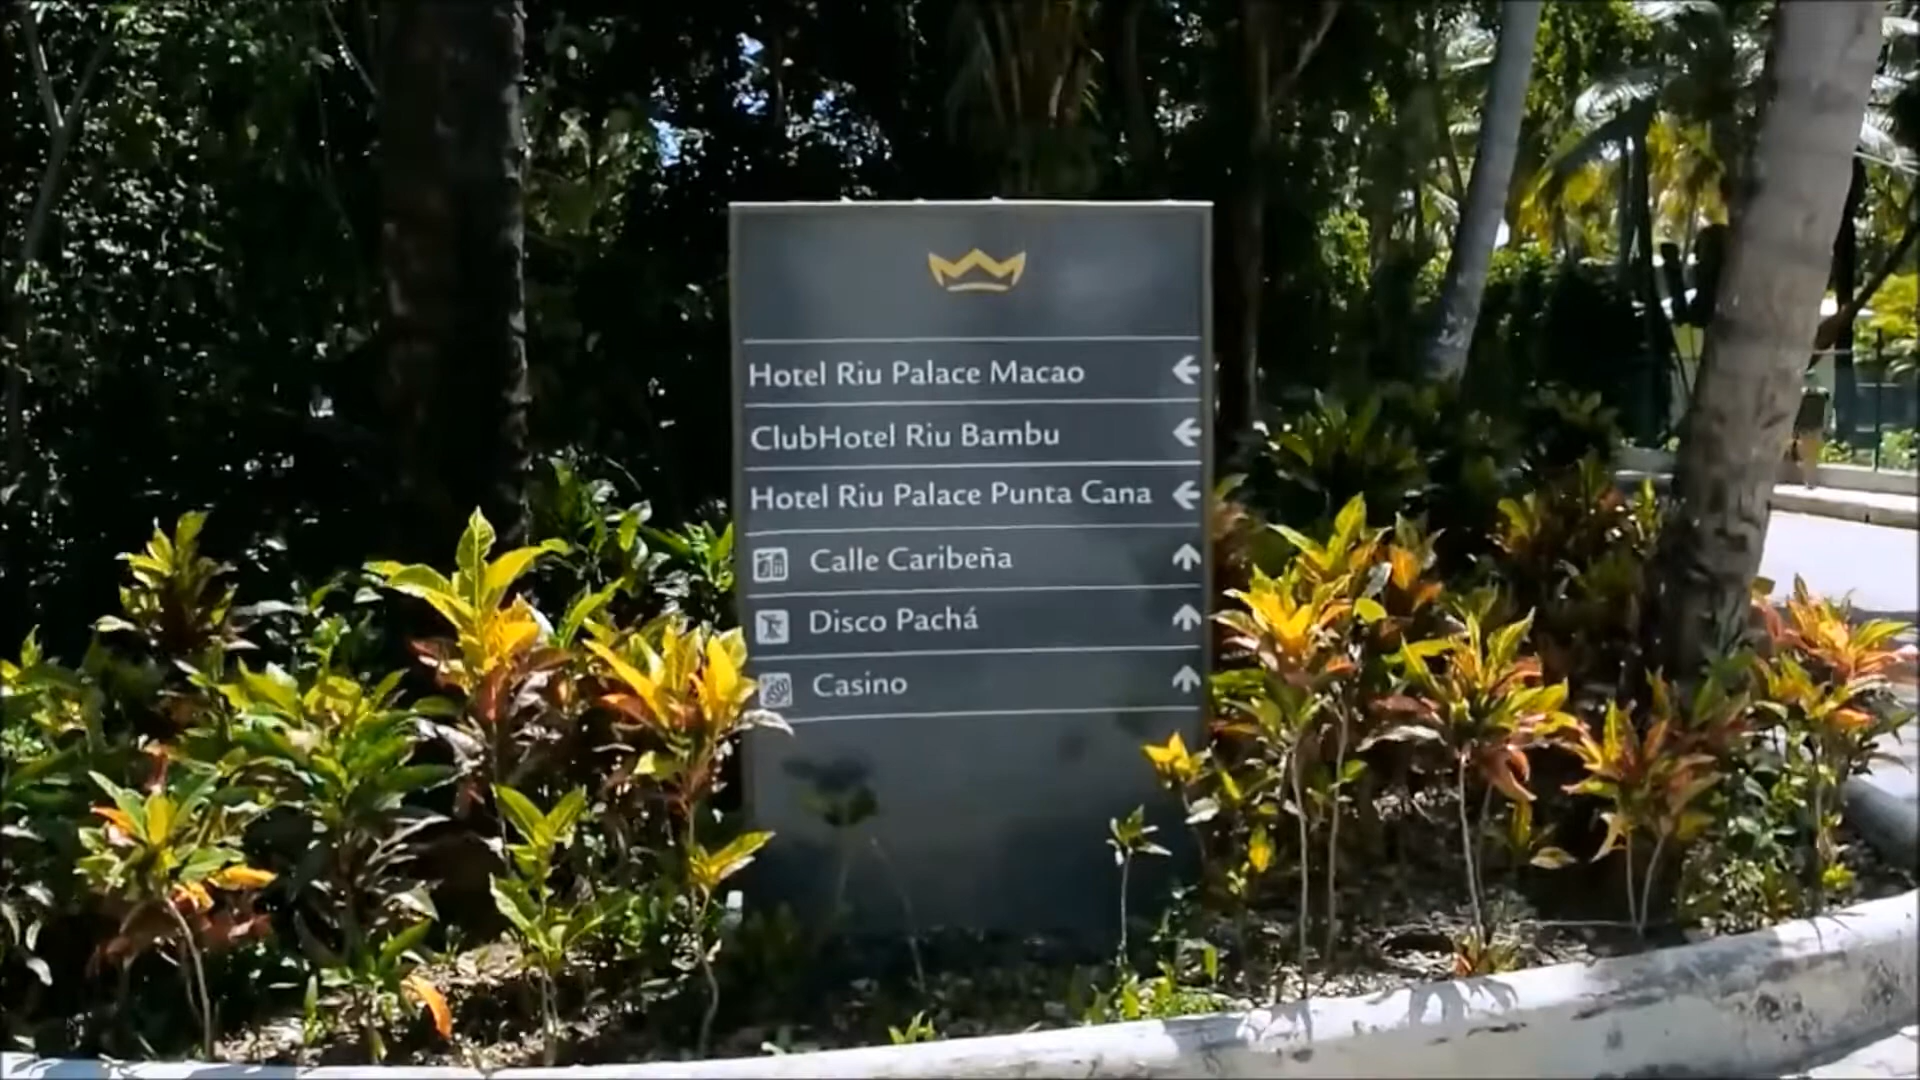 Hotel Riu Palace Macao
ClubHotel Riu Bambu
Hotel Riu Palace Punta Cana
Calle Caribeña
Disco Pachá
Casino